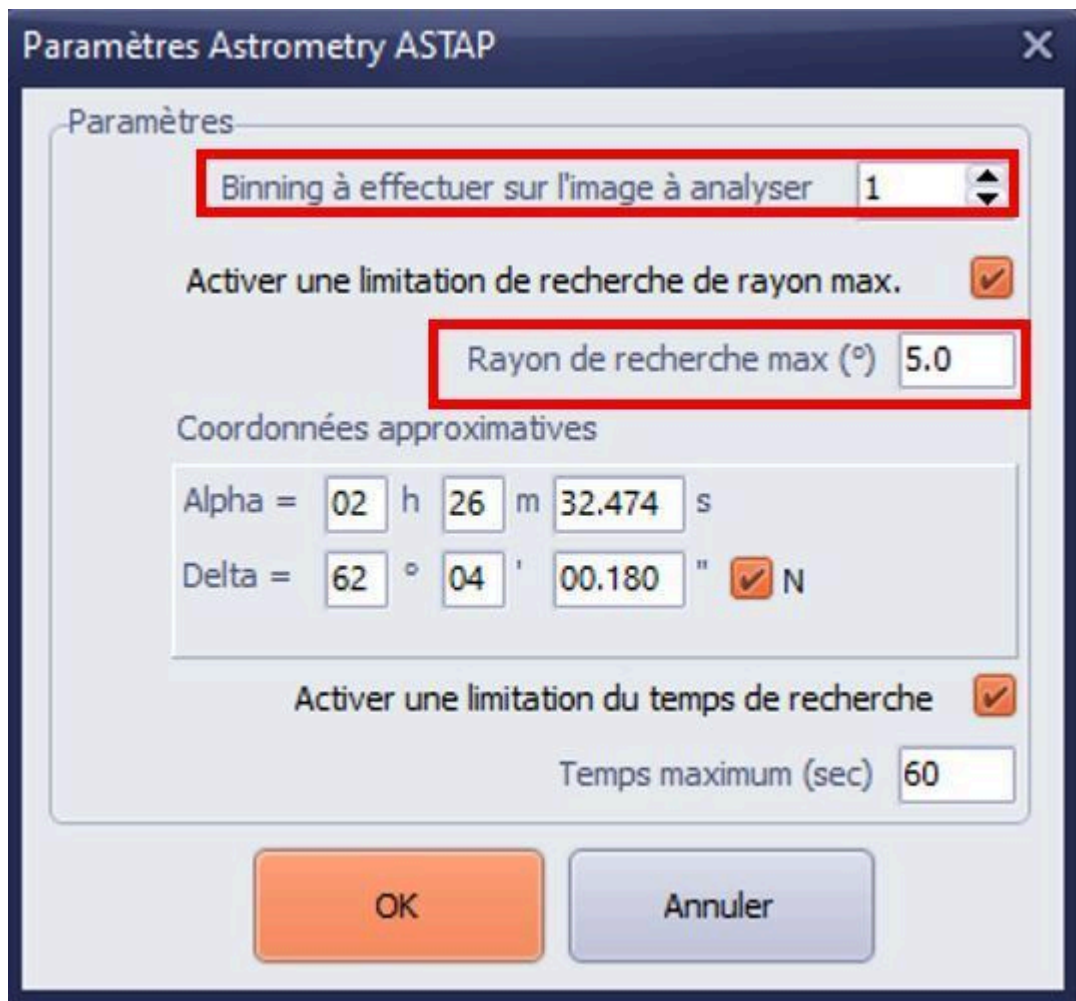 Paramètres Astrometry ASTAP
Paramètres
Binning à effectuer sur l'image à analyser 1
Activer une limitation de recherche de rayon max.
Rayon de recherche max (°) 5.0
Coordonnées approximatives
Alpha = 02 h 26 m 32.474 s
Delta = 62 ° 04 ' 00.180 " N
Activer une limitation du temps de recherche
Temps maximum (sec) 60
OK Annuler